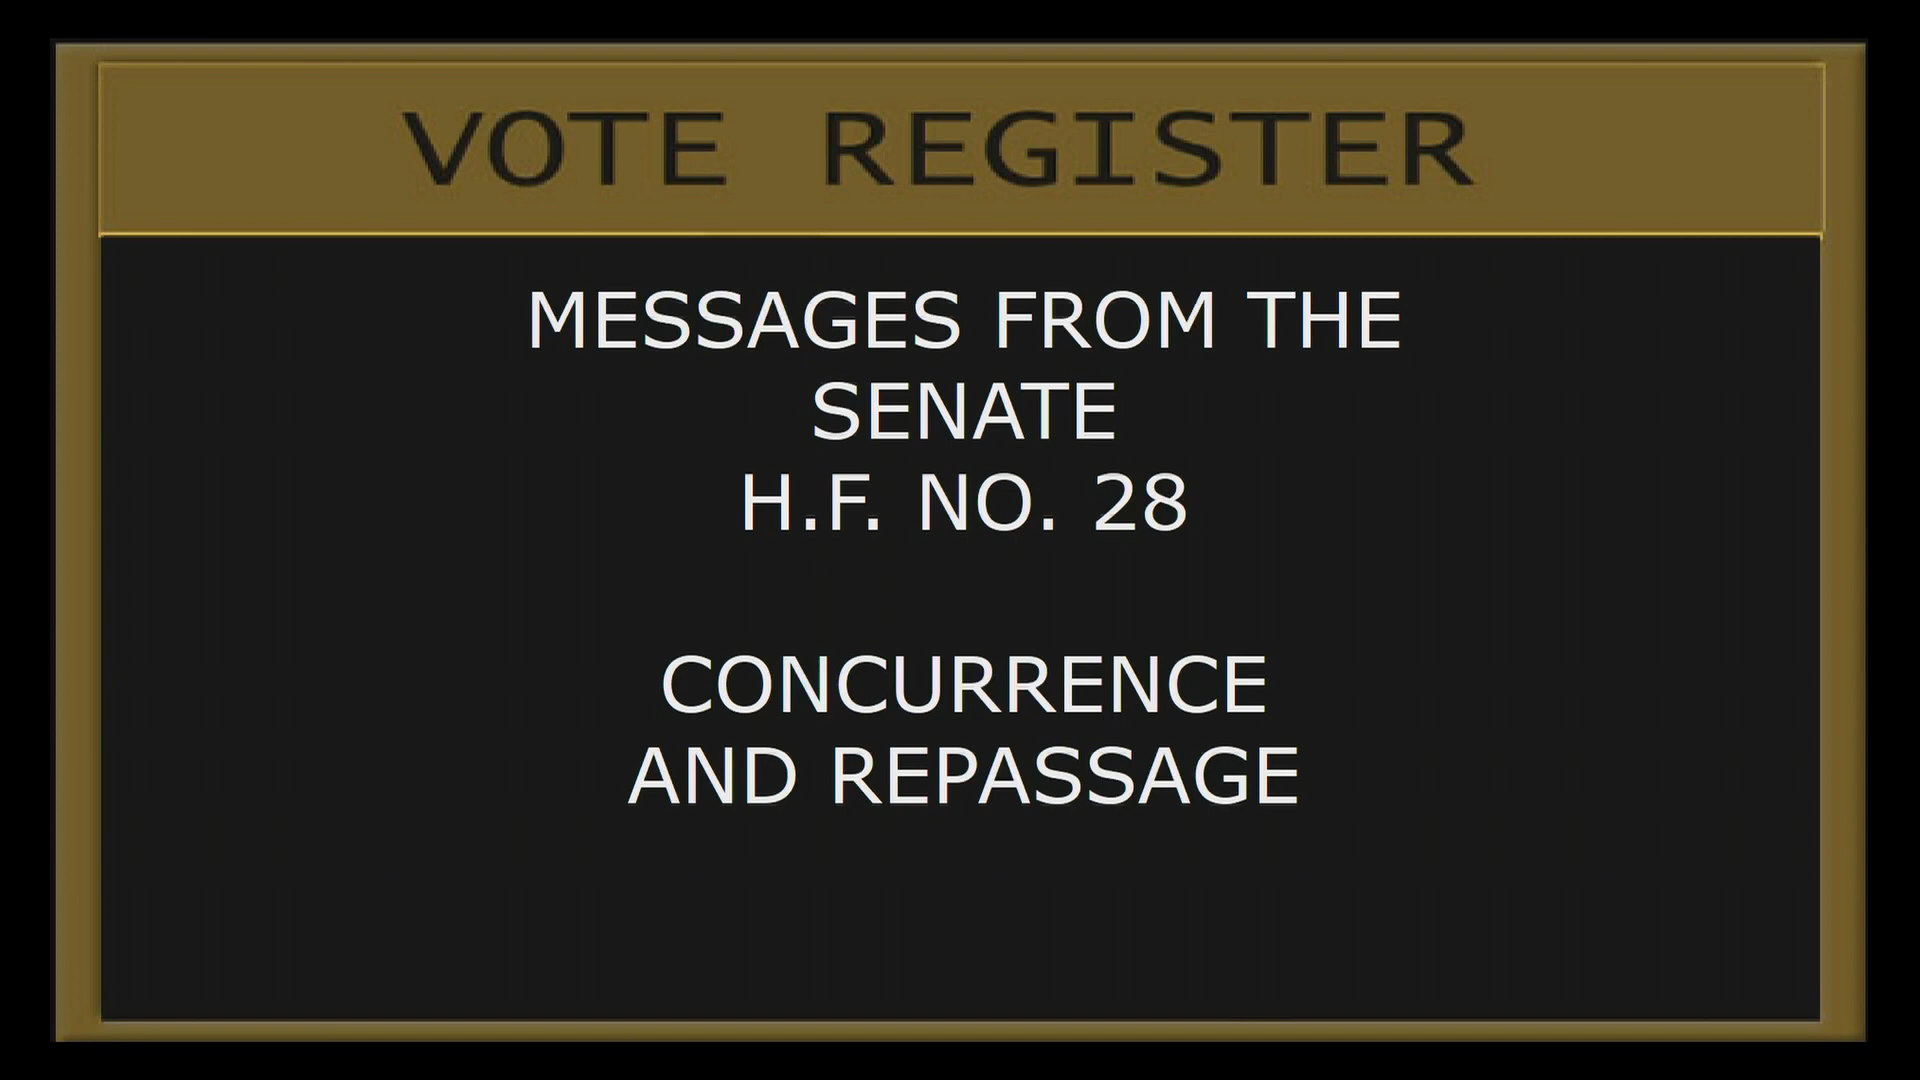 VOTE REGISTER
MESSAGES FROM THE
SENATE
H.F. NO. 28
CONCURRENCE
AND REPASSAGE